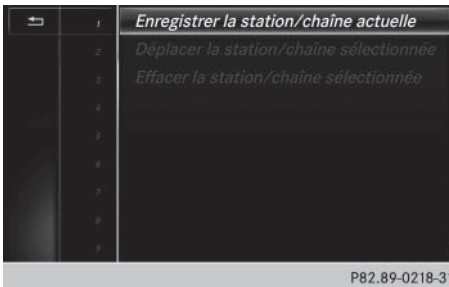 1 Enregistrer la station/chaîne actuelle
2 Déplacer la station/chaîne sélectionnée
3 Effacer la station/chaîne sélectionnée
4
5
6
7
8
9
P82.89-0218-31